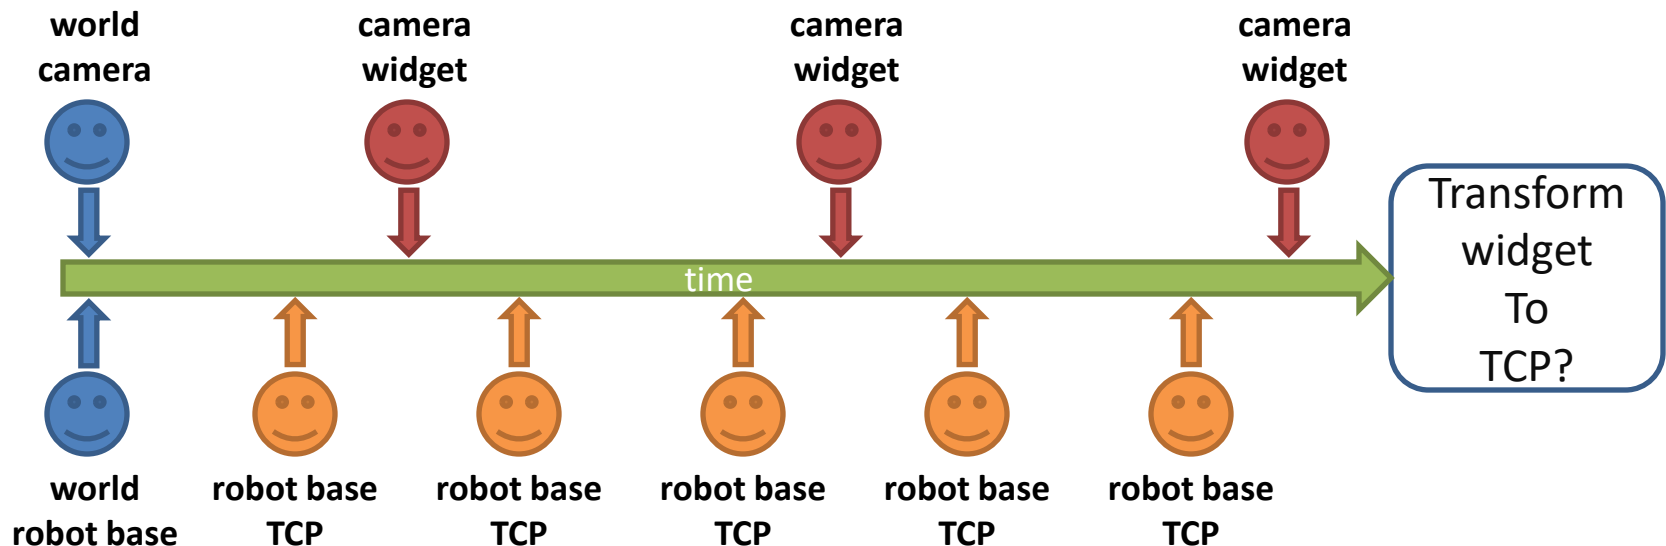 world
camera
camera
widget
camera
widget
camera
widget
time
Transform
widget
To
TCP?
world
robot base
robot base
TCP
robot base
TCP
robot base
TCP
robot base
TCP
robot base
TCP